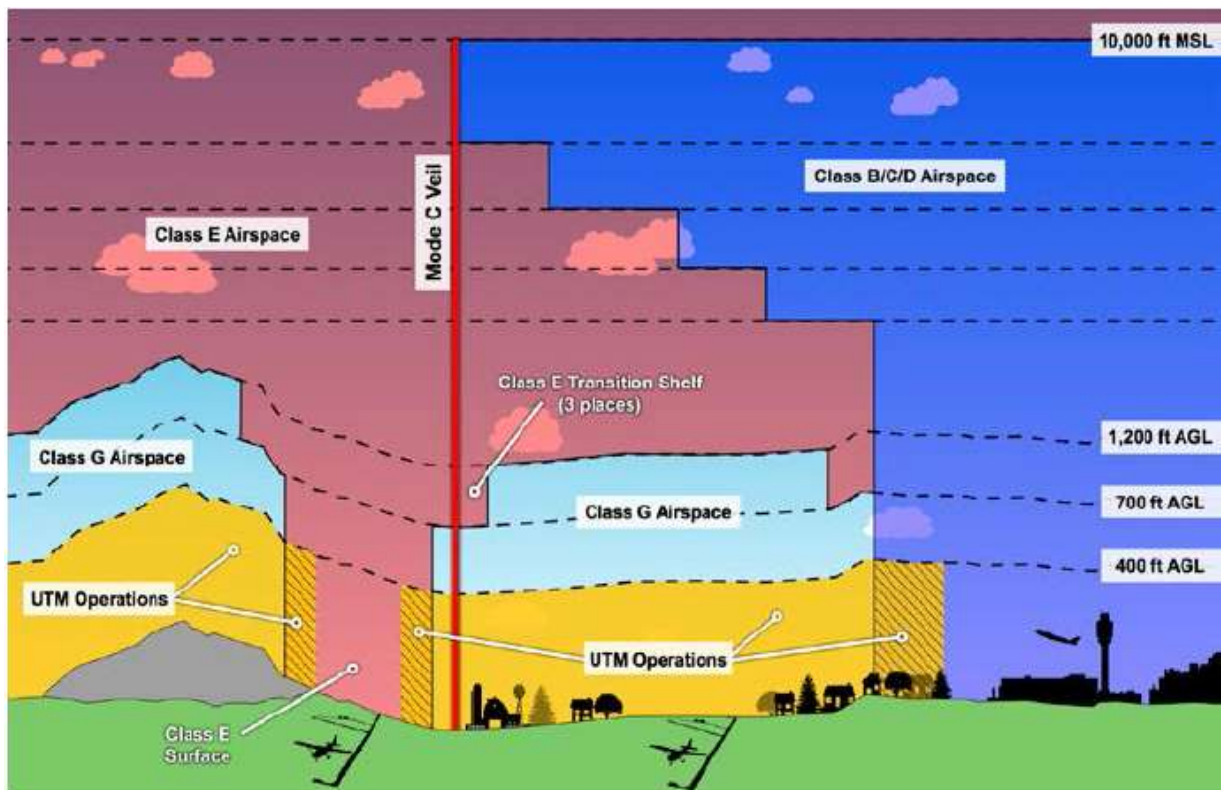 10,000 ft MSL
Class B/C/D Airspace
Mode C Veil
Class E Airspace
Class E Transition Shelf
(3 places)
1,200 ft AGL
Class G Airspace
700 ft AGL
Class G Airspace
400 ft AGL
UTM Operations
UTM Operations
Class E
Surface